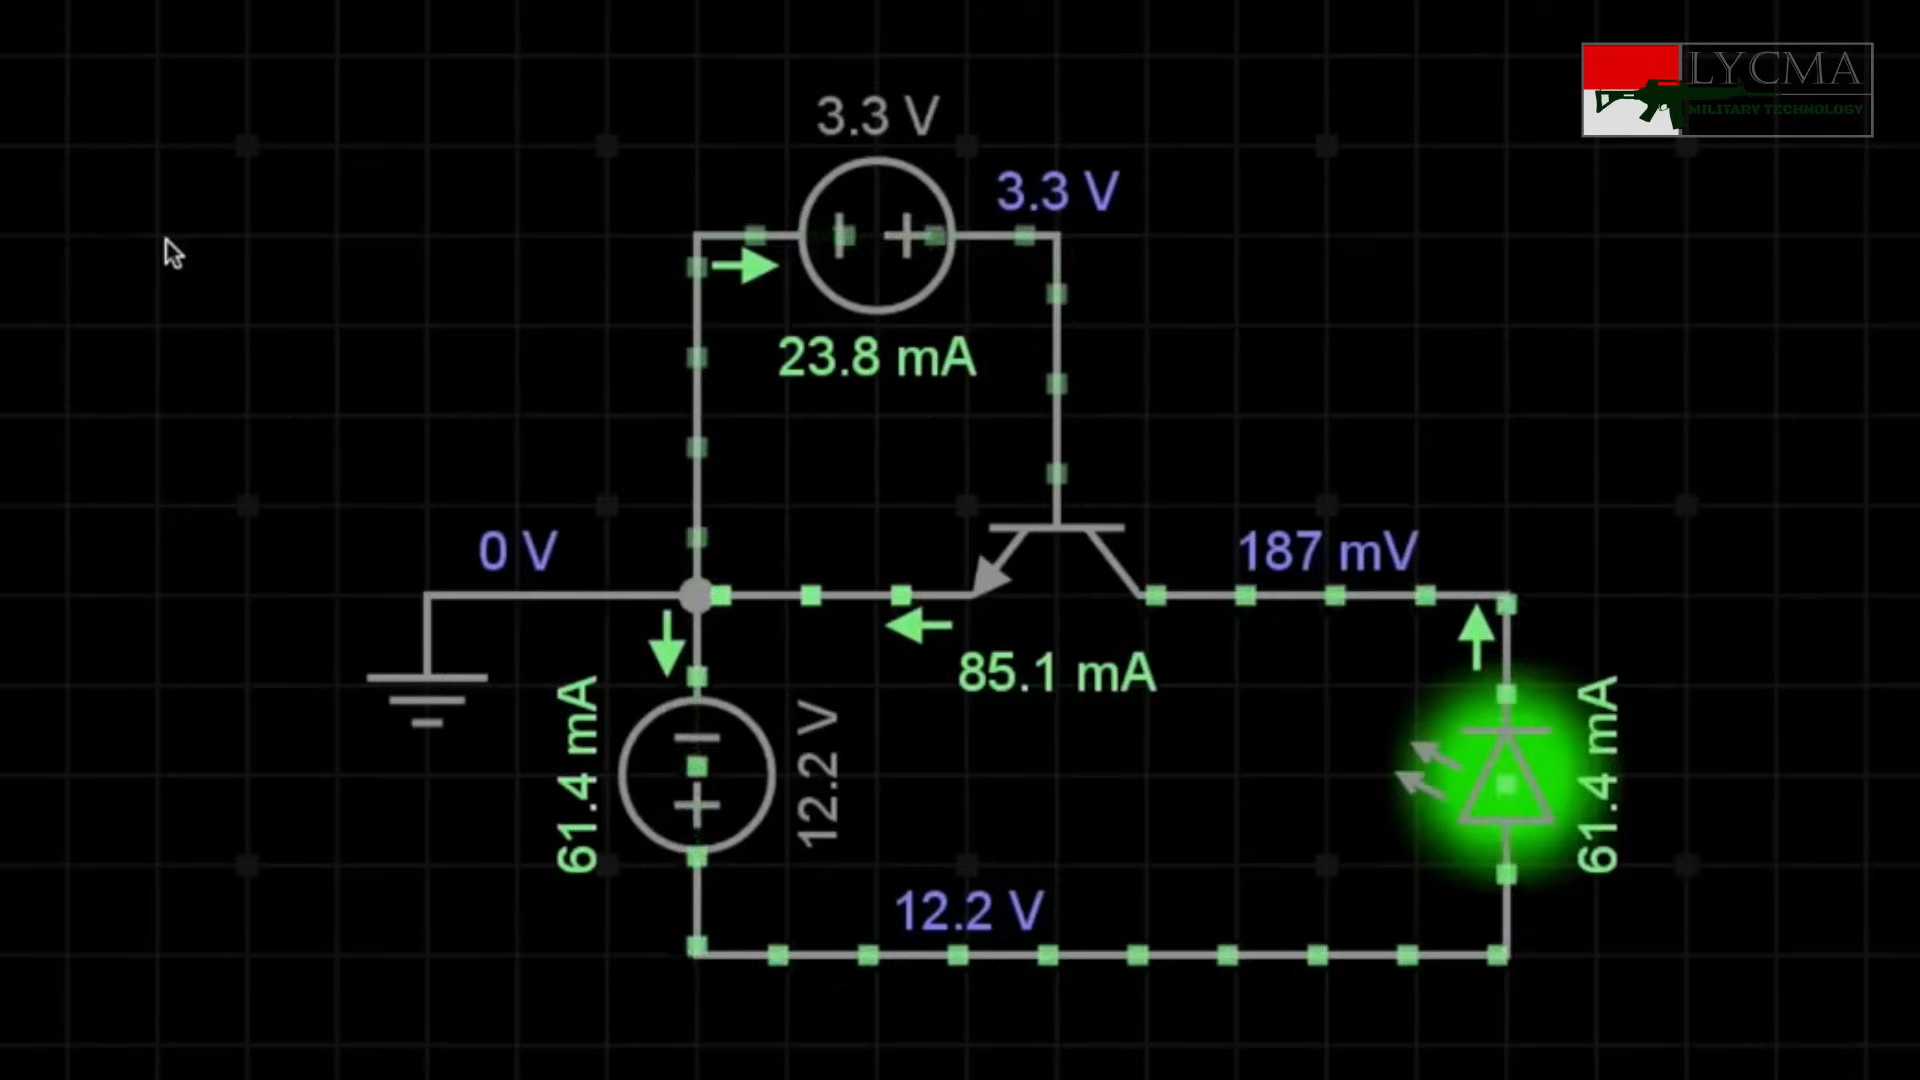 LYCMA
MILITARY TECHNOLOGY
3.3 V
3.3 V
23.8 mA
0 V
187 mV
85.1 mA
61.4 mA
12.2 V
61.4 mA
12.2 V